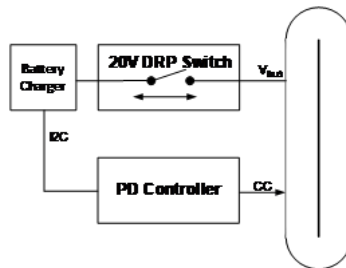 20V DRP Switch
Battery
Charger
Vbus
I2C
PD Controller
CC